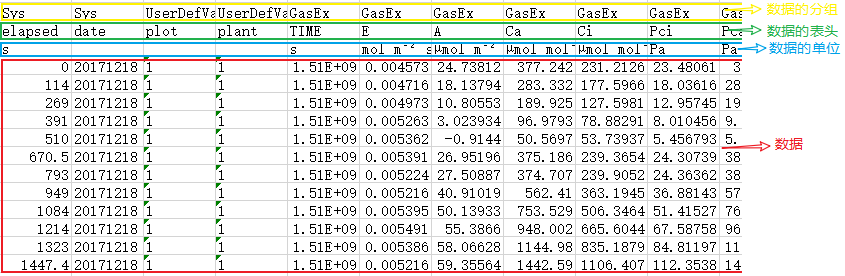 Sys Sys UserDefVa UserDefVa GasEx GasEx GasEx GasEx GasEx GasEx Gas 数据的分组
elapsed date plot plant TIME E A Ca Ci Pci Pca 数据的表头
s s mol m⁻² s μmol m⁻ μmol mol⁻ μmol mol⁻ Pa Pa 数据的单位
0 20171218 1 1 1.51E+09 0.004573 24.73812 377.242 231.2126 23.48061 3
114 20171218 1 1 1.51E+09 0.004716 18.13794 283.332 177.5966 18.03616 28
269 20171218 1 1 1.51E+09 0.004973 10.80553 189.925 127.5981 12.95745 19
391 20171218 1 1 1.51E+09 0.005263 3.023934 96.9793 78.88291 8.010456 9.
510 20171218 1 1 1.51E+09 0.005362 -0.9144 50.5697 53.73937 5.456793 5. 数据
670.5 20171218 1 1 1.51E+09 0.005391 26.95196 375.186 239.3654 24.30739 38
793 20171218 1 1 1.51E+09 0.005224 27.50887 374.707 239.9052 24.36362 38
949 20171218 1 1 1.51E+09 0.005216 40.91019 562.41 363.1945 36.88143 57
1084 20171218 1 1 1.51E+09 0.005395 50.13933 753.529 506.3464 51.41527 76
1214 20171218 1 1 1.51E+09 0.005491 55.3866 948.002 665.6044 67.58758 96
1323 20171218 1 1 1.51E+09 0.005386 58.06628 1144.98 835.1879 84.81197 11
1447.4 20171218 1 1 1.51E+09 0.005216 59.35564 1442.59 1106.407 112.3538 14